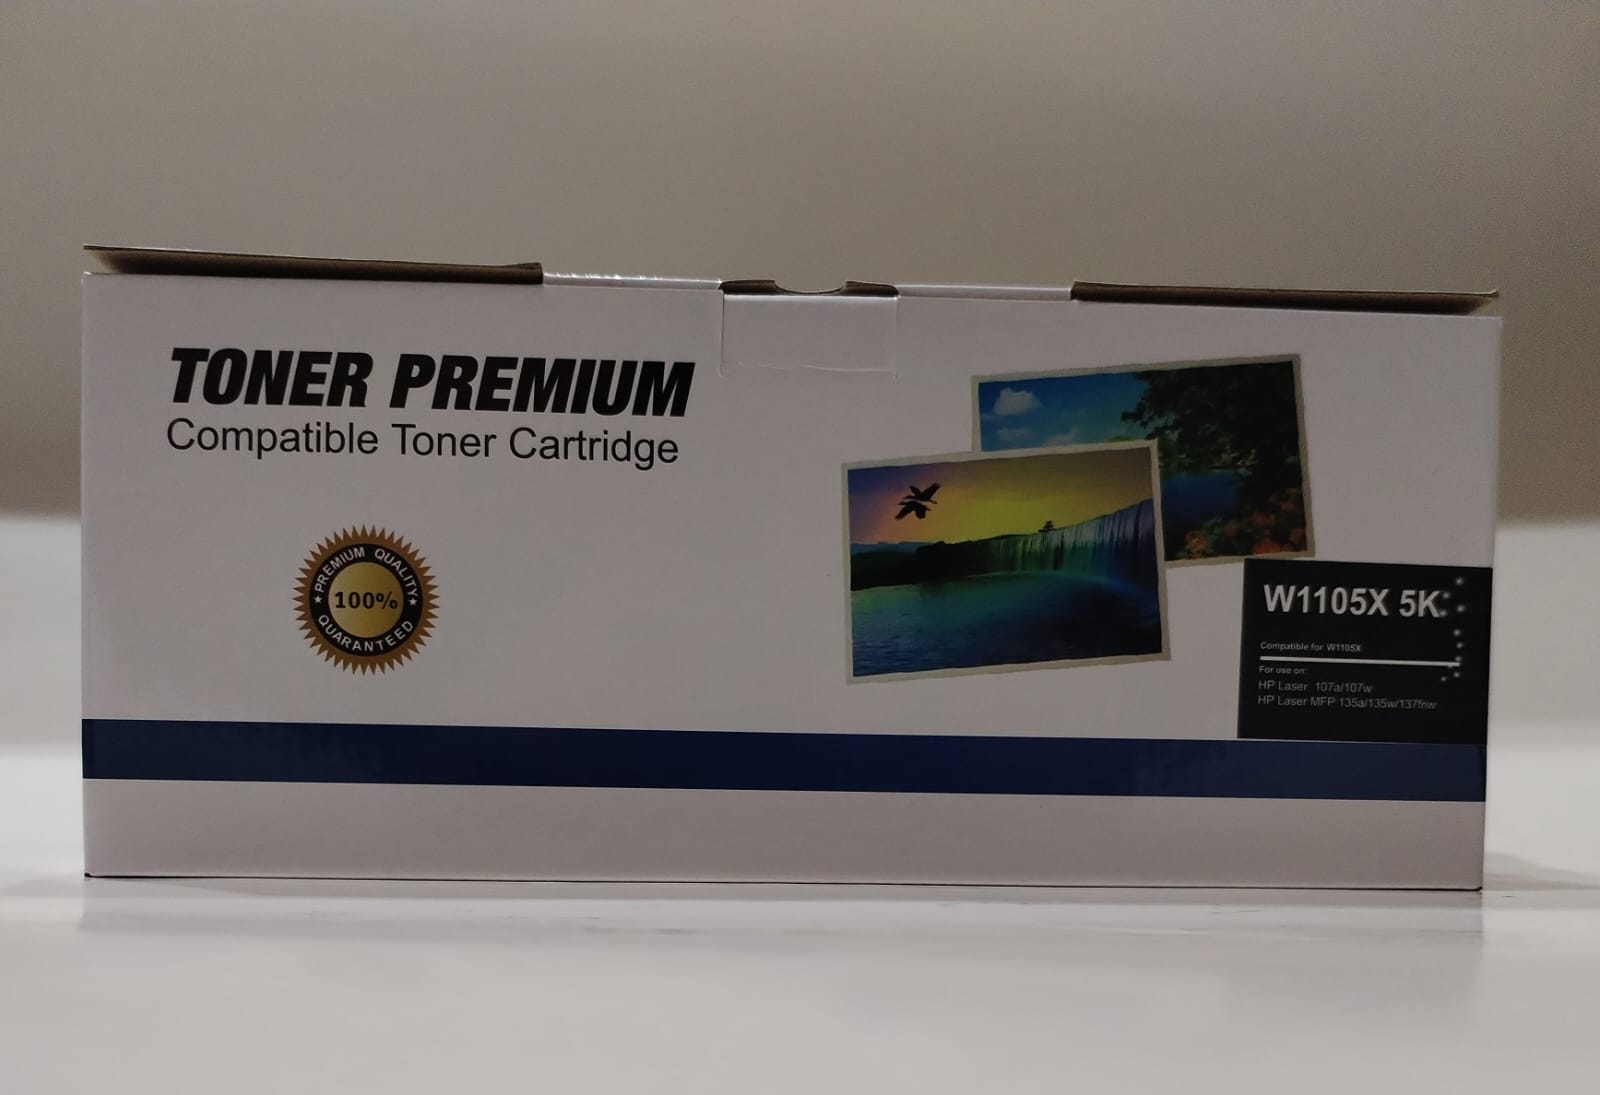 TONER PREMIUM
Compatible Toner Cartridge
PREMIUM QUALITY
100%
QUARANTEED
W1105X 5K
Compatible for W1105X
For use on:
HP Laser 107a/107w
HP Laser MFP 135a/135w/137fnw